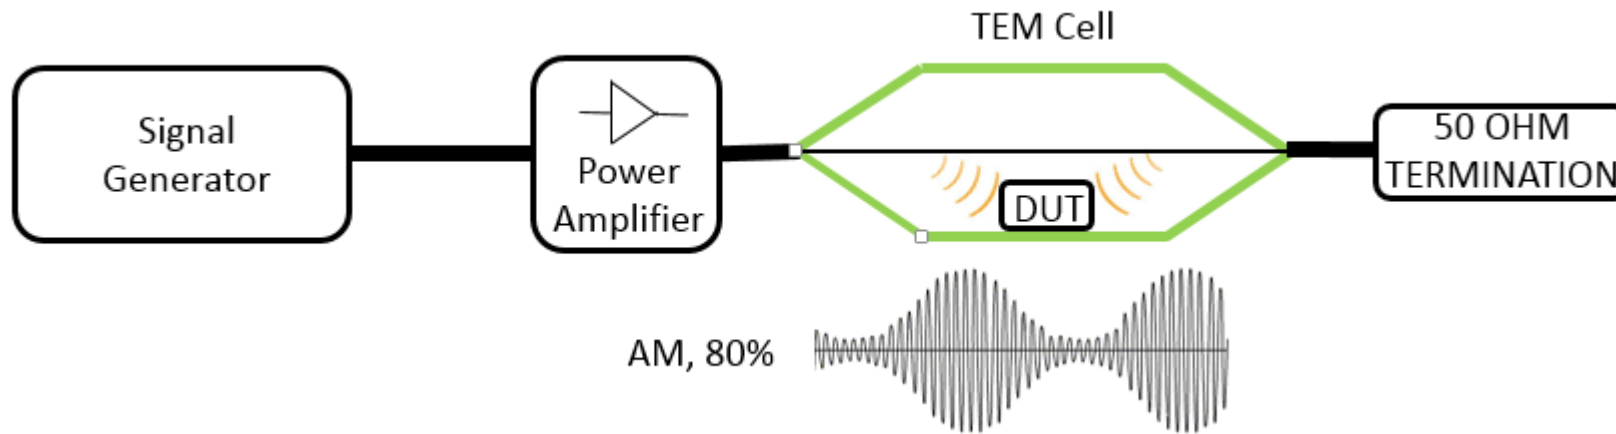 TEM Cell
Signal
Generator
Power
Amplifier
DUT
50 OHM
TERMINATION
AM, 80%